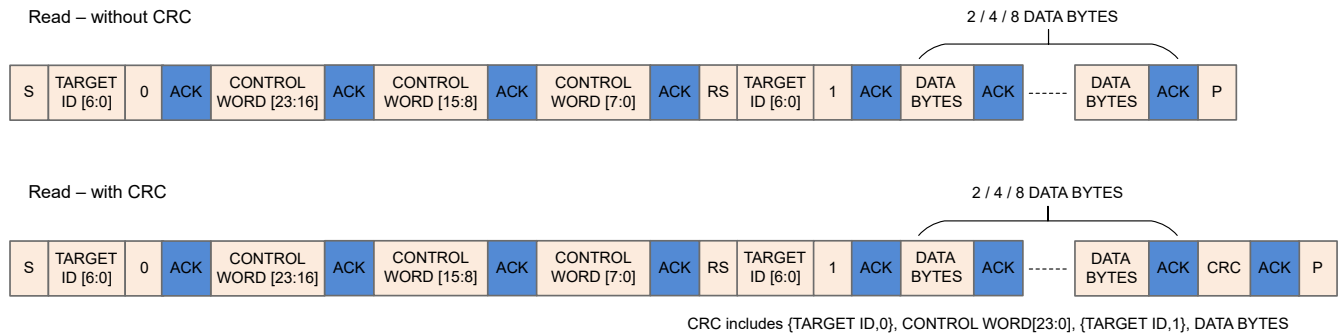 Read – without CRC
2 / 4 / 8 DATA BYTES
S TARGET ID [6:0] 0 ACK CONTROL WORD [23:16] ACK CONTROL WORD [15:8] ACK CONTROL WORD [7:0] ACK RS TARGET ID [6:0] 1 ACK DATA BYTES ACK ------ DATA BYTES ACK P
Read – with CRC
2 / 4 / 8 DATA BYTES
S TARGET ID [6:0] 0 ACK CONTROL WORD [23:16] ACK CONTROL WORD [15:8] ACK CONTROL WORD [7:0] ACK RS TARGET ID [6:0] 1 ACK DATA BYTES ACK ------ DATA BYTES ACK CRC ACK P
CRC includes {TARGET ID,0}, CONTROL WORD[23:0], {TARGET ID,1}, DATA BYTES